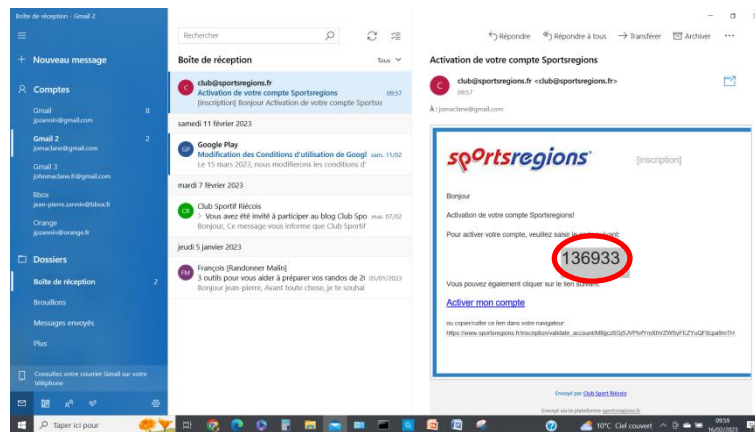 Boîte de réception - Gmail 2
Nouveau message
Comptes
Gmail 8
jpzannin@gmail.com
Gmail 2 2
jomaclane@gmail.com
Gmail 3
johnmaclane.fr@gmail.com
Bbox
jean-pierre.zannin@bbox.fr
Orange
jpzannin@orange.fr
Dossiers
Boîte de réception 2
Brouillons
Messages envoyés
Plus
Consultez votre courrier Gmail sur votre
téléphone
Taper ici pour
Rechercher
Boîte de réception Tous
club@sportsregions.fr
Activation de votre compte Sportsregions 09:57
[inscription] Bonjour Activation de votre compte Sportsr
samedi 11 février 2023
Google Play
Modification des Conditions d'utilisation de Googl sam. 11/02
Le 15 mars 2023, nous modifierons les conditions d'
mardi 7 février 2023
Club Sportif Riécois
> Vous avez été invité à participer au blog Club Spo mar. 07/02
Bonjour, Ce message vous informe que Club Sportif
jeudi 5 janvier 2023
François [Randonner Malin]
3 outils pour vous aider à préparer vos randos de 2( 05/01/2023
Bonjour jean-pierre, Avant toute chose, je te souhai
Répondre Répondre à tous Transférer Archiver
Activation de votre compte Sportsregions
club@sportsregions.fr <club@sportsregions.fr>
09:57
À : jomaclane@gmail.com
sportsregions [inscription]
Bonjour
Activation de votre compte Sportsregions!
Pour activer votre compte, veuillez saisir le suivant:
136933
Vous pouvez également cliquer sur le lien suivant:
Activer mon compte
ou copier/coller ce lien dans votre navigateur:
Envoyé par Club Sport Riécois
Envoyé via la plateforme sportsregions.fr
10°C Ciel couvert
09:59
16/02/2023